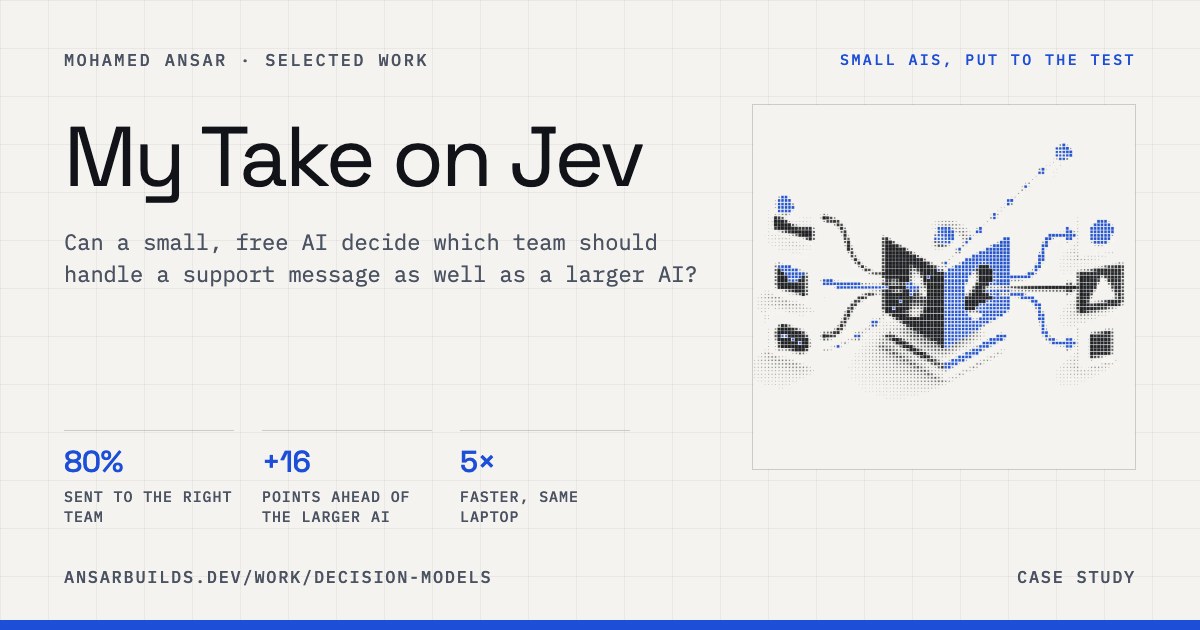 MOHAMED ANSAR · SELECTED WORK
SMALL AIS, PUT TO THE TEST
My Take on Jev
Can a small, free AI decide which team should
handle a support message as well as a larger AI?
80%
SENT TO THE RIGHT
TEAM
+16
POINTS AHEAD OF
THE LARGER AI
5×
FASTER, SAME
LAPTOP
ANSARBUILDS.DEV/WORK/DECISION-MODELS
CASE STUDY